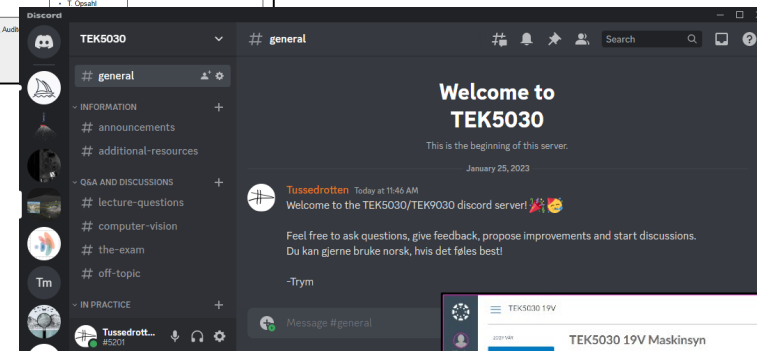 T. Opsahl
Discord
TEK5030
# general
Search
# general
INFORMATION
# announcements
# additional-resources
Q&A AND DISCUSSIONS
# lecture-questions
# computer-vision
# the-exam
# off-topic
IN PRACTICE
Tm
Tussedrott...
#5201
Welcome to
TEK5030
This is the beginning of this server.
January 25, 2023
Tussedrotten Today at 11:46 AM
Welcome to the TEK5030/TEK9030 discord server! 🎉🥳
Feel free to ask questions, give feedback, propose improvements and start discussions.
Du kan gjerne bruke norsk, hvis det føles best!
-Trym
Message #general
TEK5030 19V
TEK5030 19V Maskinsyn